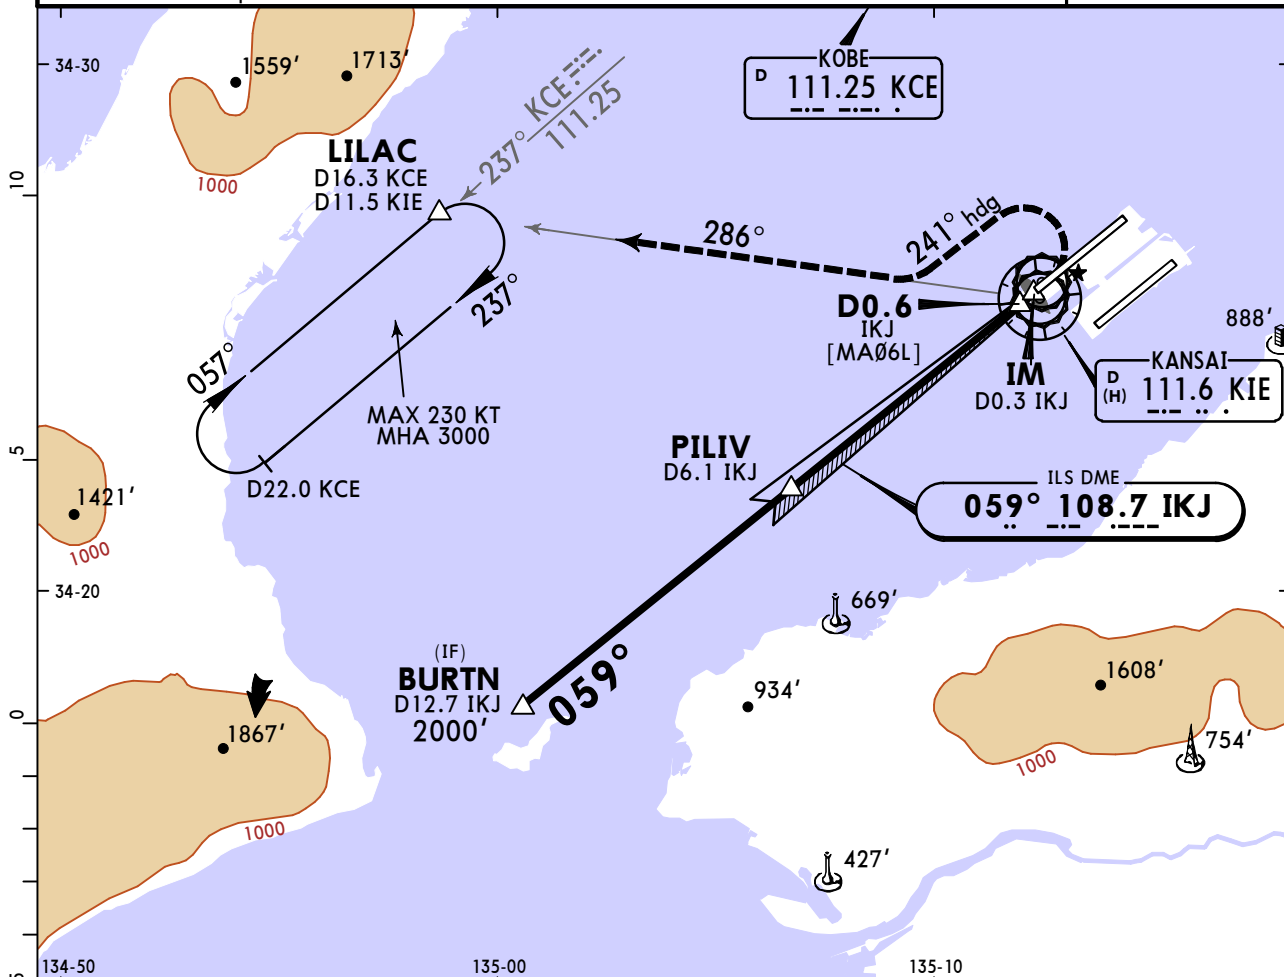 KOBE
D 111.25 KCE
34-30
1559'
1713'
1000
237° KCE
111.25
LILAC
D16.3 KCE
D11.5 KIE
10
286°
241° hdg
D0.6
IKJ
[MAØ6L]
237°
057°
MAX 230 KT
MHA 3000
D22.0 KCE
IM
D0.3 IKJ
888'
KANSAI
D (H) 111.6 KIE
PILIV
D6.1 IKJ
5
1421'
1000
ILS DME
059° 108.7 IKJ
34-20
669'
(IF)
BURTN
D12.7 IKJ
2000'
059°
934'
1608'
754'
1000
0
1867'
1000
427'
5
134-50
135-00
135-10